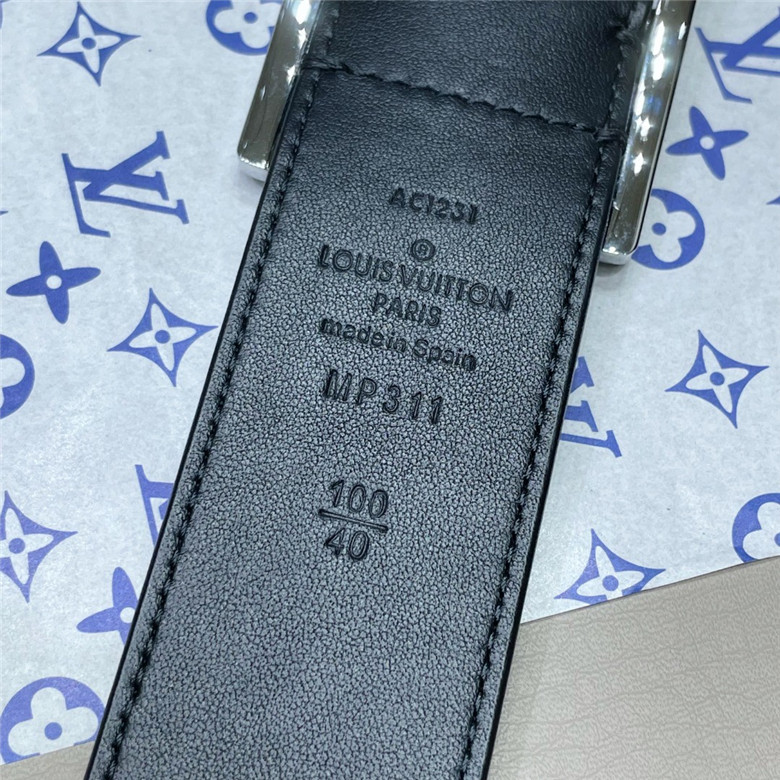 AC1231
®
LOUIS VUITTON
PARIS
made in Spain
MP311
100
40